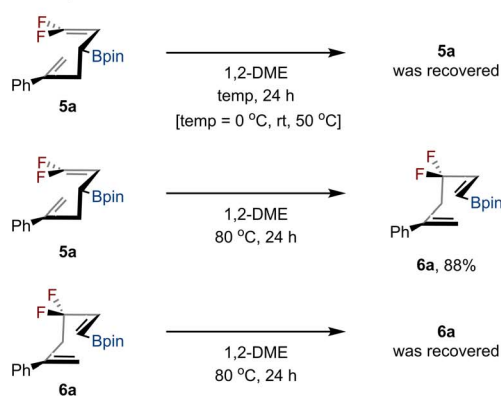 F
F
Bpin
Ph
5a
1,2-DME
temp, 24 h
[temp = 0 °C, rt, 50 °C]
5a
was recovered
F
F
Bpin
Ph
5a
1,2-DME
80 °C, 24 h
F
F
Bpin
Ph
6a, 88%
F
F
Bpin
Ph
6a
1,2-DME
80 °C, 24 h
6a
was recovered